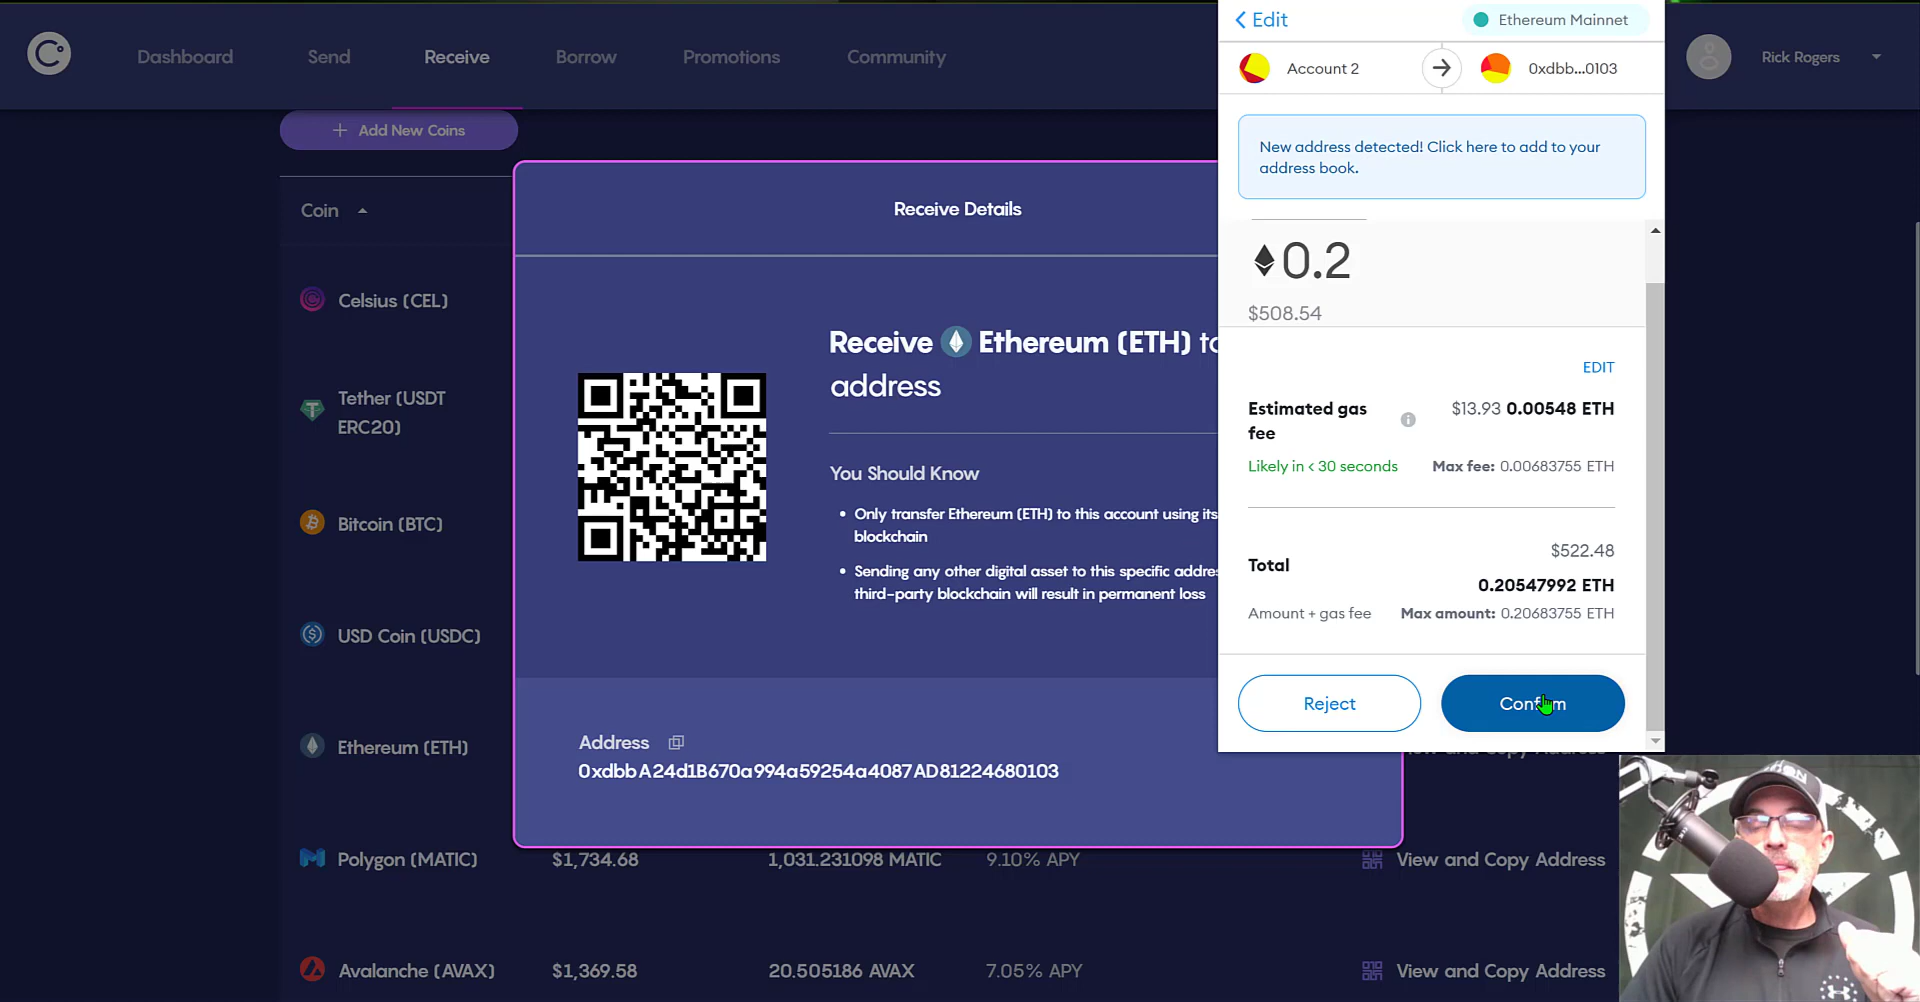 Dashboard
Send
Receive
Borrow
Promotions
Community
Rick Rogers
+ Add New Coins
Coin
Celsius (CEL)
Tether (USDT
ERC20)
Bitcoin (BTC)
USD Coin (USDC)
Ethereum (ETH)
Polygon (MATIC) $1,734.68 1,031.231098 MATIC 9.10% APY View and Copy Address
Avalanche (AVAX) $1,369.58 20.505186 AVAX 7.05% APY View and Copy Address
Receive Details
Receive Ethereum (ETH) to
address
You Should Know
• Only transfer Ethereum (ETH) to this account using its
blockchain
• Sending any other digital asset to this specific addre
third-party blockchain will result in permanent loss
Address
0xdbbA24d1B670a994a59254a4087AD81224680103
Edit
Ethereum Mainnet
Account 2
0xdbb...0103
New address detected! Click here to add to your
address book.
0.2
$508.54
EDIT
Estimated gas
fee
$13.93 0.00548 ETH
Likely in < 30 seconds
Max fee: 0.00683755 ETH
Total
$522.48
0.20547992 ETH
Amount + gas fee
Max amount: 0.20683755 ETH
Reject
Confirm
View and Copy Address